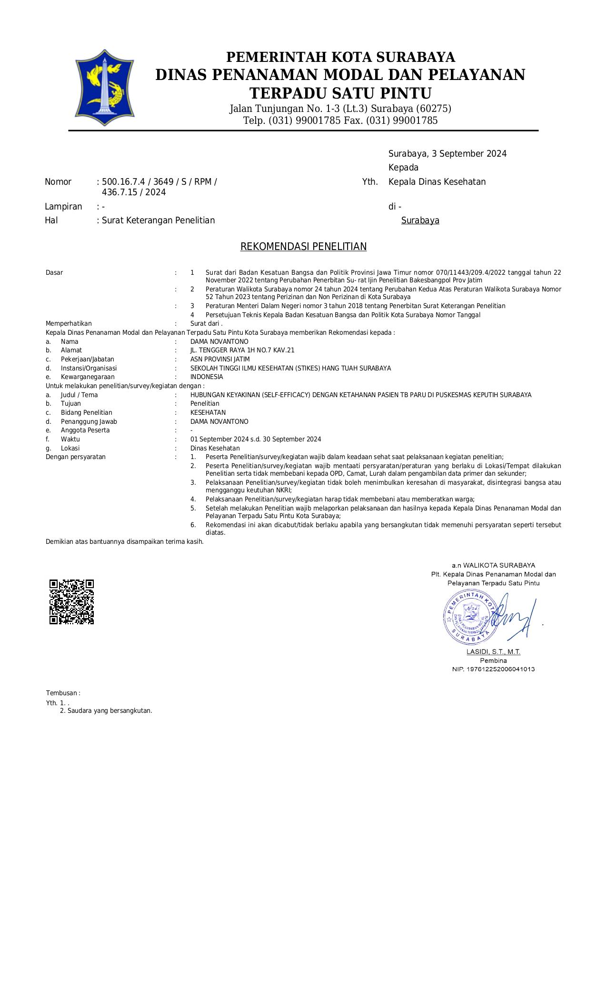 PEMERINTAH KOTA SURABAYA
DINAS PENANAMAN MODAL DAN PELAYANAN
TERPADU SATU PINTU
Jalan Tunjungan No. 1-3 (Lt.3) Surabaya (60275)
Telp. (031) 99001785 Fax. (031) 99001785
Surabaya, 3 September 2024
Kepada
Nomor : 500.16.7.4 / 3649 / S / RPM / Yth. Kepala Dinas Kesehatan
436.7.15 / 2024
Lampiran : - di -
Hal : Surat Keterangan Penelitian Surabaya
REKOMENDASI PENELITIAN
Dasar : 1 Surat dari Badan Kesatuan Bangsa dan Politik Provinsi Jawa Timur nomor 070/11443/209.4/2022 tanggal tahun 22
November 2022 tentang Perubahan Penerbitan Su- rat Ijin Penelitian Bakesbangpol Prov Jatim
: 2 Peraturan Walikota Surabaya nomor 24 tahun 2024 tentang Perubahan Kedua Atas Peraturan Walikota Surabaya Nomor
52 Tahun 2023 tentang Perizinan dan Non Perizinan di Kota Surabaya
: 3 Peraturan Menteri Dalam Negeri nomor 3 tahun 2018 tentang Penerbitan Surat Keterangan Penelitian
4 Persetujuan Teknis Kepala Badan Kesatuan Bangsa dan Politik Kota Surabaya Nomor Tanggal
Memperhatikan : Surat dari .
Kepala Dinas Penanaman Modal dan Pelayanan Terpadu Satu Pintu Kota Surabaya memberikan Rekomendasi kepada :
a. Nama : DAMA NOVANTONO
b. Alamat : JL. TENGGER RAYA 1H NO.7 KAV.21
c. Pekerjaan/Jabatan : ASN PROVINSI JATIM
d. Instansi/Organisasi : SEKOLAH TINGGI ILMU KESEHATAN (STIKES) HANG TUAH SURABAYA
e. Kewarganegaraan : INDONESIA
Untuk melakukan penelitian/survey/kegiatan dengan :
a. Judul / Tema : HUBUNGAN KEYAKINAN (SELF-EFFICACY) DENGAN KETAHANAN PASIEN TB PARU DI PUSKESMAS KEPUTIH SURABAYA
b. Tujuan : Penelitian
c. Bidang Penelitian : KESEHATAN
d. Penanggung Jawab : DAMA NOVANTONO
e. Anggota Peserta : -
f. Waktu : 01 September 2024 s.d. 30 September 2024
g. Lokasi : Dinas Kesehatan
Dengan persyaratan : 1. Peserta Penelitian/survey/kegiatan wajib dalam keadaan sehat saat pelaksanaan kegiatan penelitian;
2. Peserta Penelitian/survey/kegiatan wajib mentaati persyaratan/peraturan yang berlaku di Lokasi/Tempat dilakukan
Penelitian serta tidak membebani kepada OPD, Camat, Lurah dalam pengambilan data primer dan sekunder;
3. Pelaksanaan Penelitian/survey/kegiatan tidak boleh menimbulkan keresahan di masyarakat, disintegrasi bangsa atau
mengganggu keutuhan NKRI;
4. Pelaksanaan Penelitian/survey/kegiatan harap tidak membebani atau memberatkan warga;
5. Setelah melakukan Penelitian wajib melaporkan pelaksanaan dan hasilnya kepada Kepala Dinas Penanaman Modal dan
Pelayanan Terpadu Satu Pintu Kota Surabaya;
6. Rekomendasi ini akan dicabut/tidak berlaku apabila yang bersangkutan tidak memenuhi persyaratan seperti tersebut
diatas.
Demikian atas bantuannya disampaikan terima kasih.
a.n WALIKOTA SURABAYA
Plt. Kepala Dinas Penanaman Modal dan
Pelayanan Terpadu Satu Pintu
PEMERINTAH KOTA
SURABAYA
DINAS PENANAMAN MODAL
DAN PELAYANAN TERPADU SATU PINTU
LASIDI, S.T., M.T.
Pembina
NIP. 197612252006041013
Tembusan :
Yth. 1. .
2. Saudara yang bersangkutan.